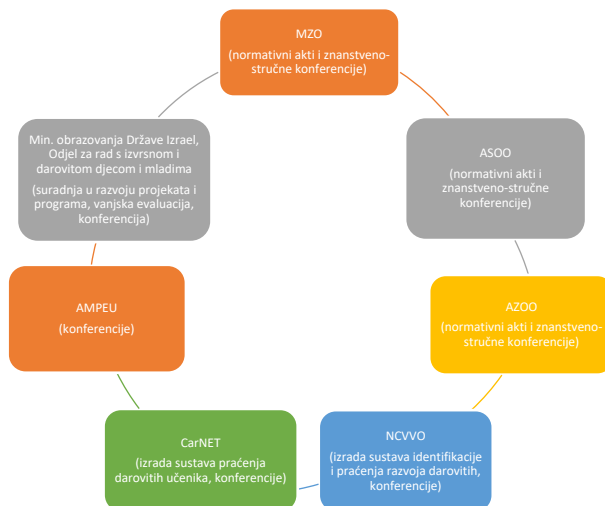 MZO
(normativni akti i znanstveno-
stručne konferencije)
Min. obrazovanja Države Izrael,
Odjel za rad s izvrsnom i
darovitom djecom i mladima
(suradnja u razvoju projekata i
programa, vanjska evaluacija,
konferencija)
ASOO
(normativni akti i
znanstveno-stručne
konferencije)
AMPEU
(konferencije)
AZOO
(normativni akti i znanstveno-
stručne konferencije)
CarNET
(izrada sustava praćenja
darovitih učenika, konferencije)
NCVVO
(izrada sustava identifikacije
i praćenja razvoja darovitih,
konferencije)